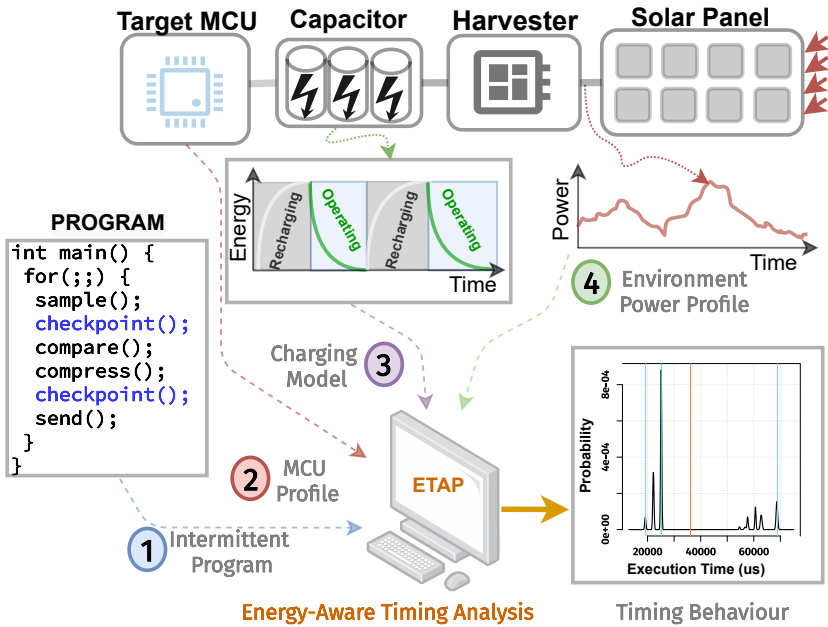 Target MCU
Capacitor
Harvester
Solar Panel
Energy
Recharging
Operating
Recharging
Operating
Time
Power
Time
PROGRAM
int main() {
for(;;) {
sample();
checkpoint();
compare();
compress();
checkpoint();
send();
}
}
4
Environment
Power Profile
Charging
Model
3
2
MCU
Profile
1
Intermittent
Program
ETAP
Energy-Aware Timing Analysis
Probability
8e-04
4e-04
0e+00
20000
40000
60000
Execution Time (us)
Timing Behaviour